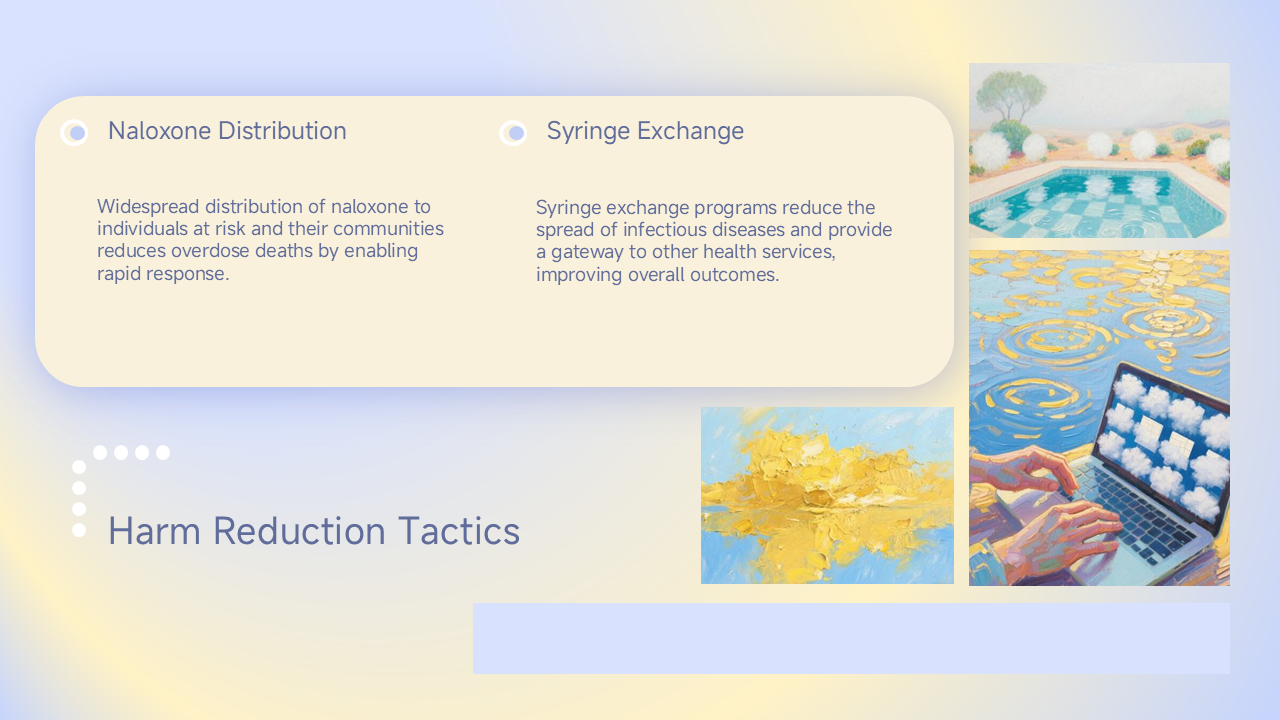 Naloxone Distribution
Widespread distribution of naloxone to
individuals at risk and their communities
reduces overdose deaths by enabling
rapid response.
Syringe Exchange
Syringe exchange programs reduce the
spread of infectious diseases and provide
a gateway to other health services,
improving overall outcomes.
Harm Reduction Tactics